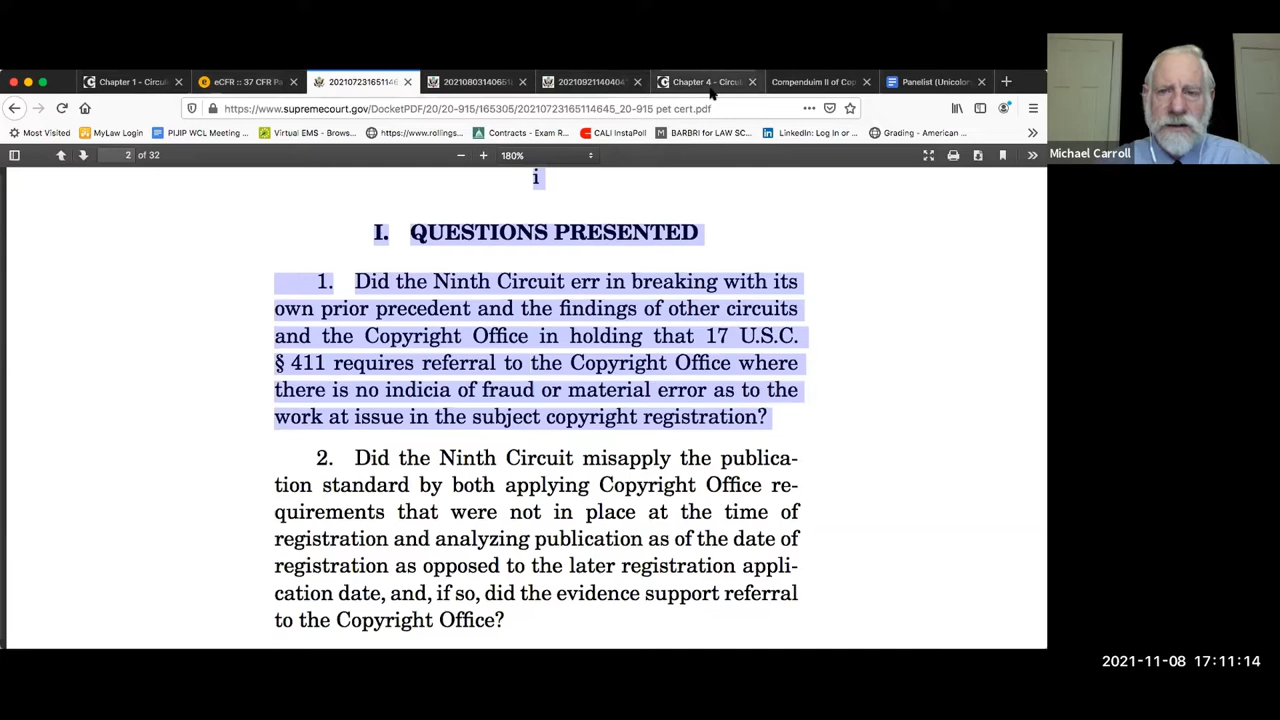 Chapter 1 - Circul
eCFR :: 37 CFR Pa
20210723165114
20210803140651
20210921140404
Chapter 4 - Circul
Compendium II of Cop
Panelist (Unicolor
https://www.supremecourt.gov/DocketPDF/20/20-915/165305/20210723165114645_20-915 pet cert.pdf
Most Visited
MyLaw Login
PIJIP WCL Meeting ...
Virtual EMS - Brows...
https://www.rollings...
Contracts - Exam R...
CALI InstaPoll
BARBRI for LAW SC...
LinkedIn: Log In or ...
Grading - American ...
2 of 32
180%
Michael Carroll
i
I. QUESTIONS PRESENTED
1. Did the Ninth Circuit err in breaking with its
own prior precedent and the findings of other circuits
and the Copyright Office in holding that 17 U.S.C.
§ 411 requires referral to the Copyright Office where
there is no indicia of fraud or material error as to the
work at issue in the subject copyright registration?
2. Did the Ninth Circuit misapply the publica-
tion standard by both applying Copyright Office re-
quirements that were not in place at the time of
registration and analyzing publication as of the date of
registration as opposed to the later registration appli-
cation date, and, if so, did the evidence support referral
to the Copyright Office?
2021-11-08 17:11:14